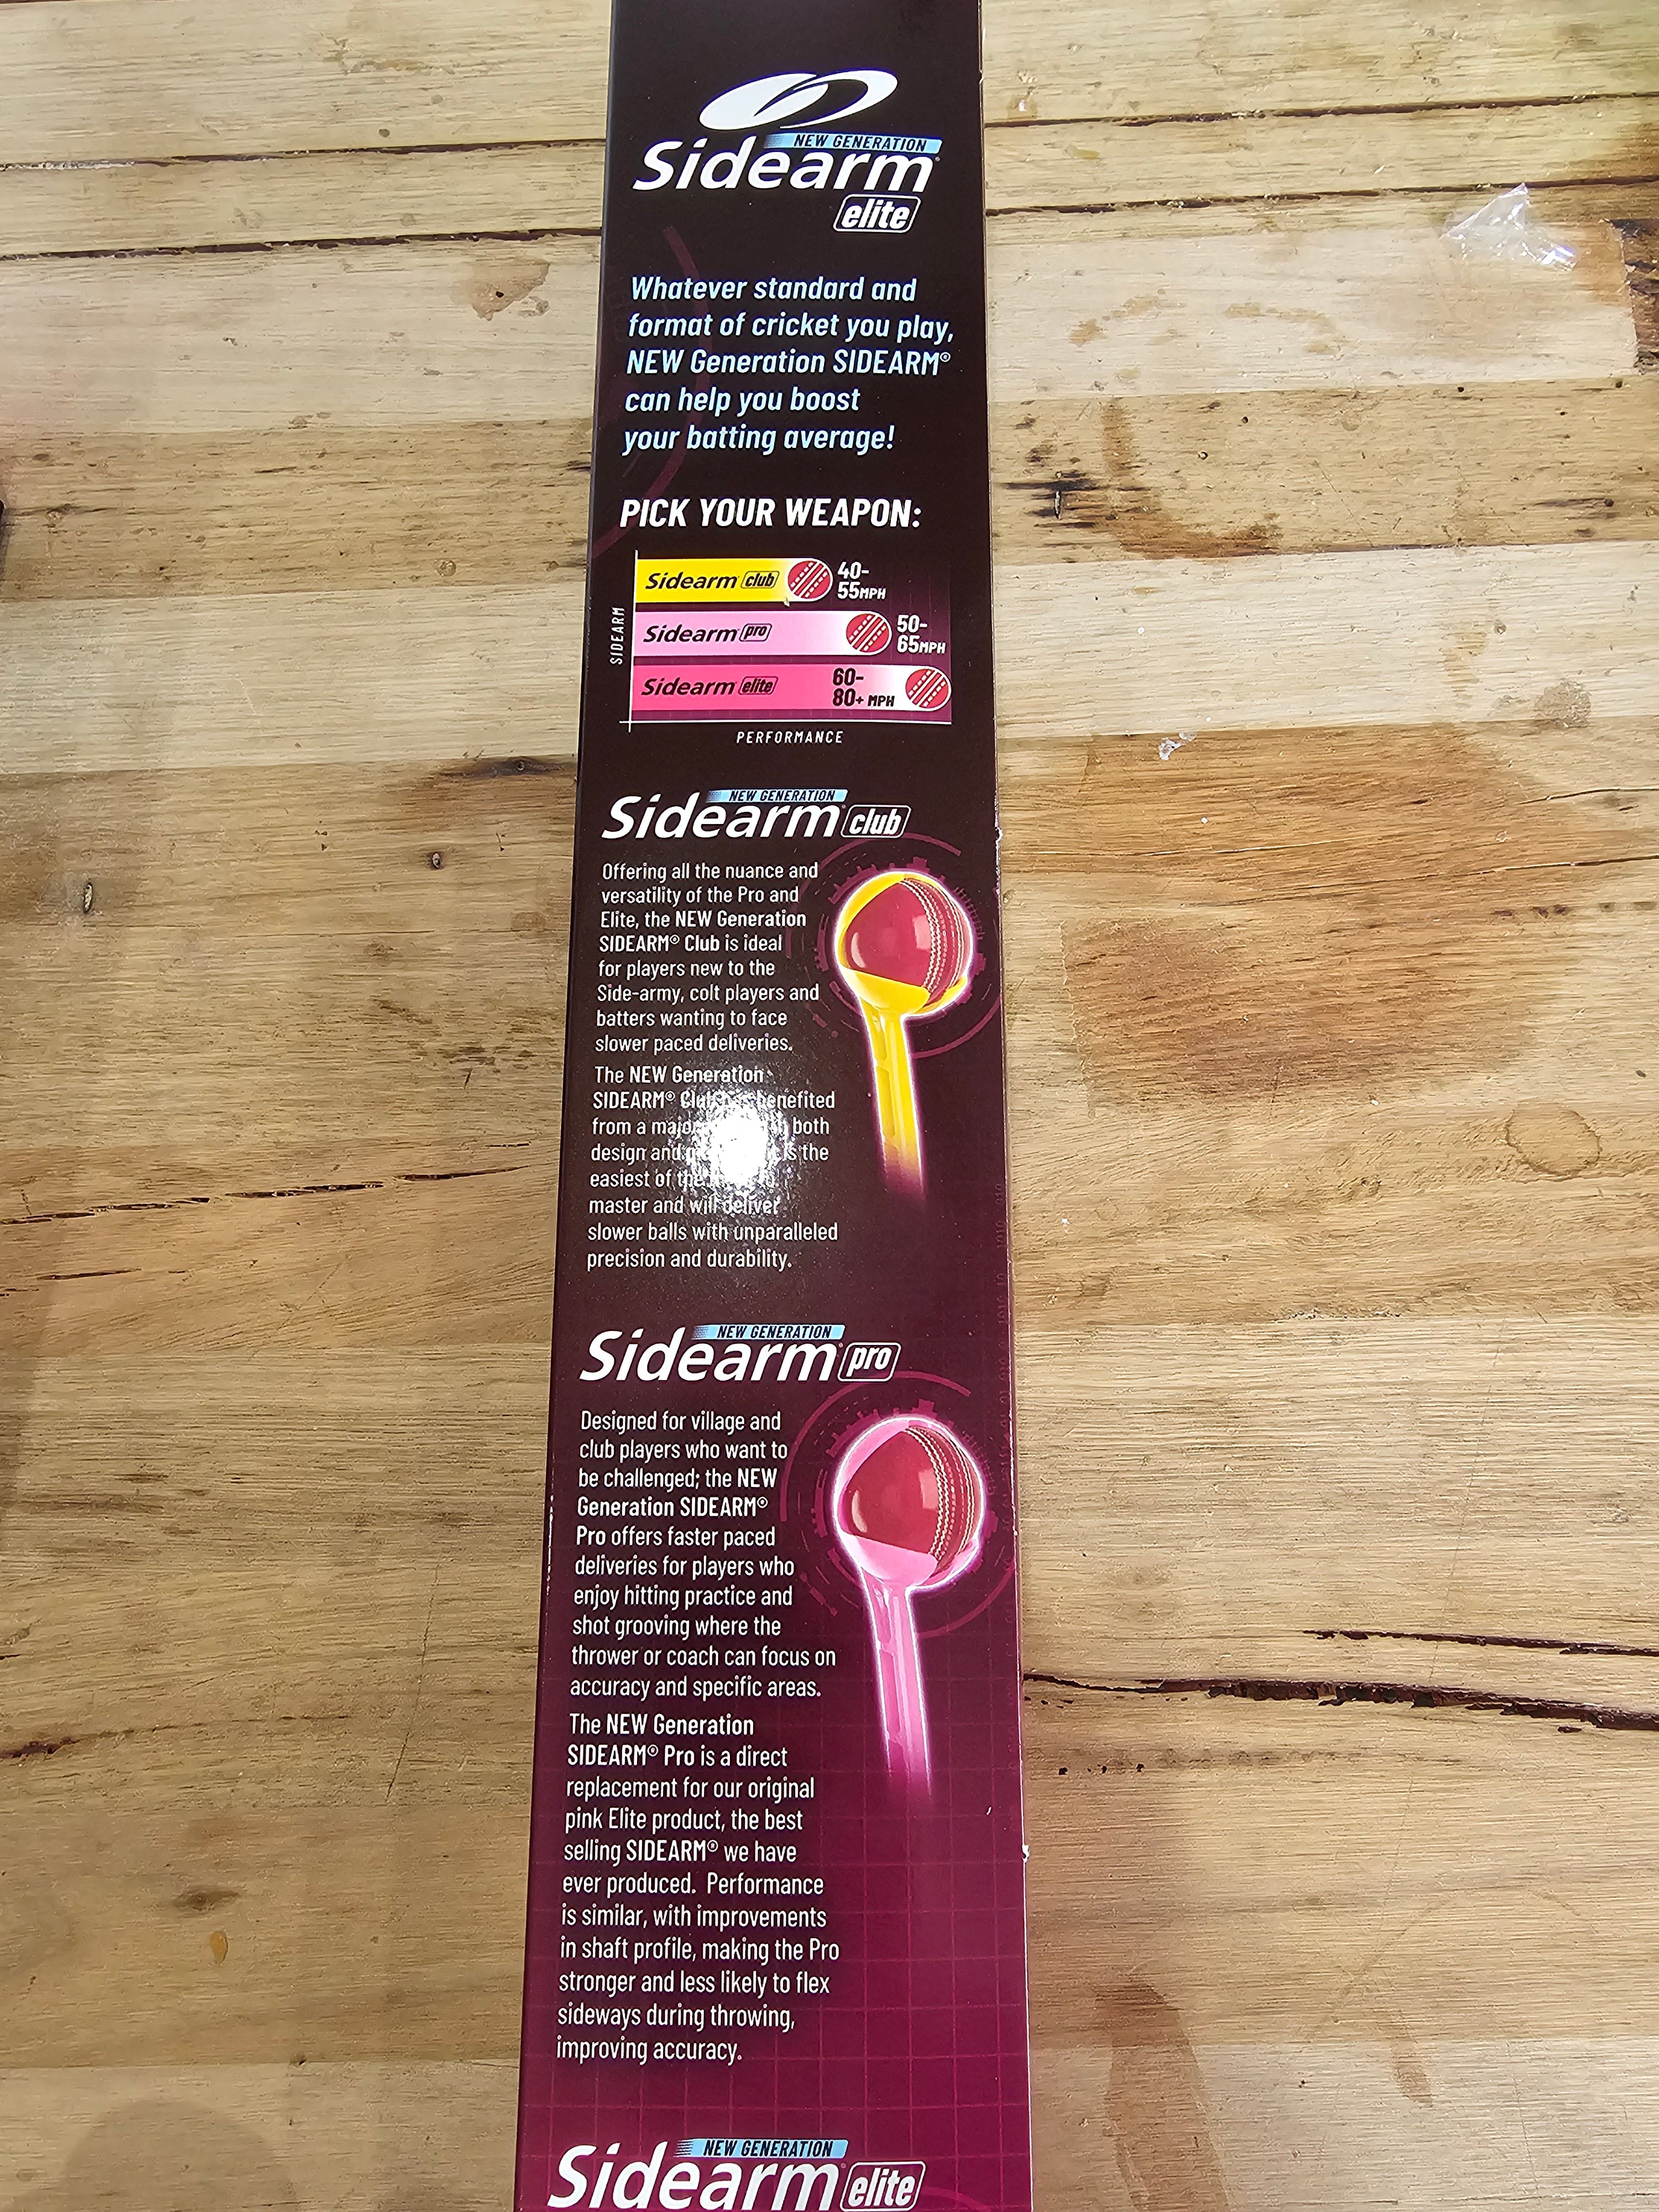 NEW GENERATION
Sidearm
elite
Whatever standard and
format of cricket you play,
NEW Generation SIDEARM®
can help you boost
your batting average!
PICK YOUR WEAPON:
SIDEARM
Sidearm club 40-
55MPH
Sidearm pro 50-
65MPH
Sidearm elite 60-
80+ MPH
PERFORMANCE
NEW GENERATION
Sidearm club
Offering all the nuance and
versatility of the Pro and
Elite, the NEW Generation
SIDEARM® Club is ideal
for players new to the
Side-army, colt players and
batters wanting to face
slower paced deliveries.
The NEW Generation
SIDEARM® benefited
from a both
design and is the
easiest of
master and will deliver
slower balls with unparalleled
precision and durability.
NEW GENERATION
Sidearm pro
Designed for village and
club players who want to
be challenged; the NEW
Generation SIDEARM®
Pro offers faster paced
deliveries for players who
enjoy hitting practice and
shot grooving where the
thrower or coach can focus on
accuracy and specific areas.
The NEW Generation
SIDEARM® Pro is a direct
replacement for our original
pink Elite product, the best
selling SIDEARM® we have
ever produced. Performance
is similar, with improvements
in shaft profile, making the Pro
stronger and less likely to flex
sideways during throwing,
improving accuracy.
NEW GENERATION
Sidearm elite